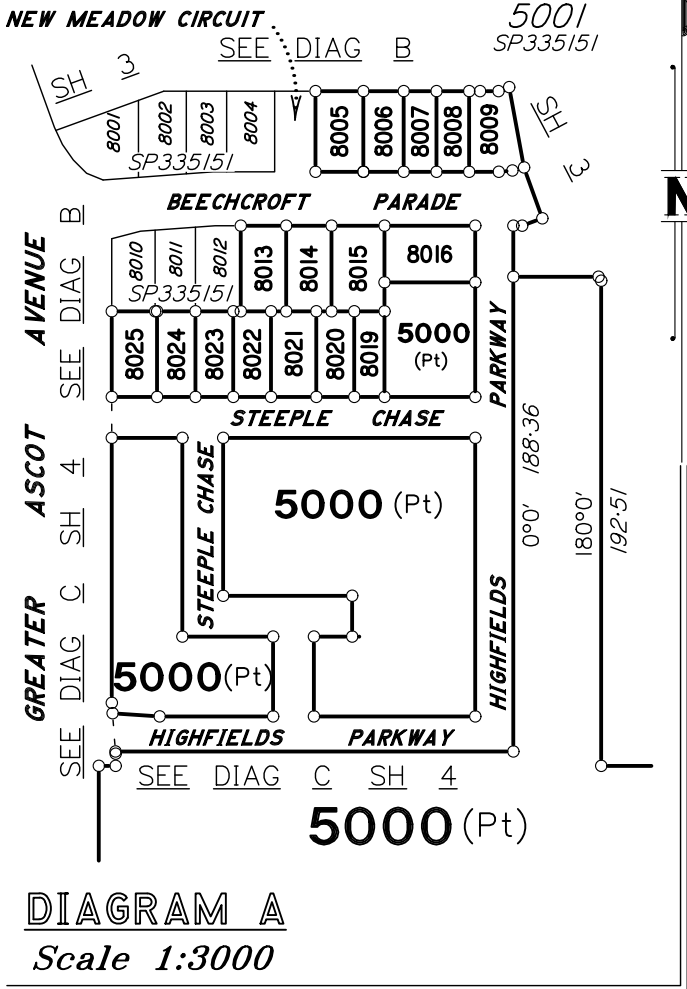 NEW MEADOW CIRCUIT
5001
SP335151
SEE DIAG B
SH 3
8001
8002
8003
8004
SP335151
8005
8006
8007
8008
8009
SH 3
BEECHCROFT PARADE
N
8010
8011
8012
SP335151
8013
8014
8015
8016
8025
8024
8023
8022
8021
8020
8019
5000
(Pt)
SEE DIAG B
GREATER ASCOT AVENUE
STEEPLE CHASE
HIGHFIELDS PARKWAY
0°0' 188·36
180°0'
192·51
STEEPLE CHASE
5000 (Pt)
5000 (Pt)
SEE DIAG C SH 4
HIGHFIELDS PARKWAY
SEE DIAG C SH 4
5000 (Pt)
DIAGRAM A
Scale 1:3000